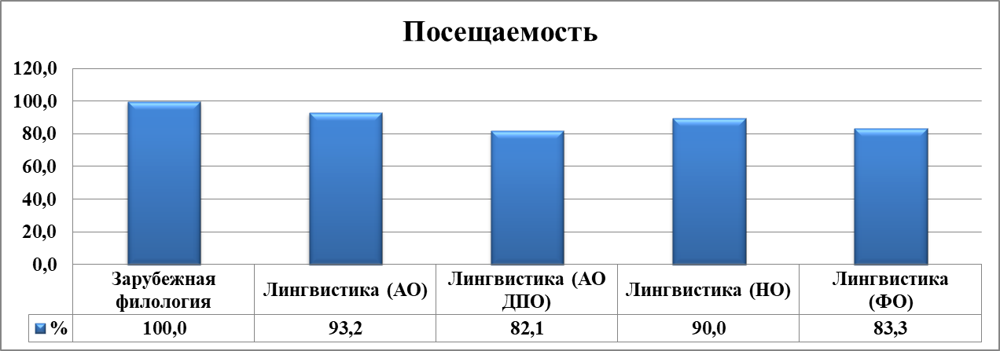 Посещаемость
120,0
100,0
80,0
60,0
40,0
20,0
0,0
Зарубежная
филология
Лингвистика (АО)
Лингвистика (АО
ДПО)
Лингвистика (НО)
Лингвистика
(ФО)
% 100,0 93,2 82,1 90,0 83,3